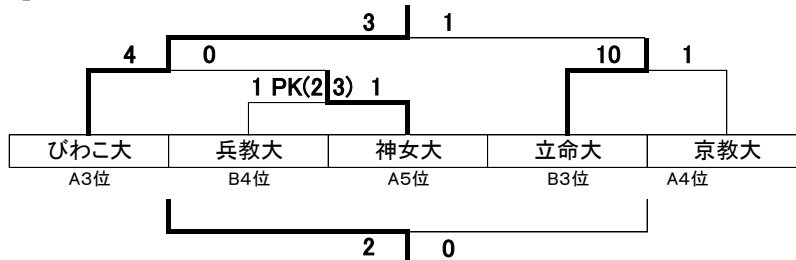 3 1
4 0 10 1
1 PK(2 3) 1
びわこ大 兵教大 神女大 立命大 京教大
A3位 B4位 A5位 B3位 A4位
2 0